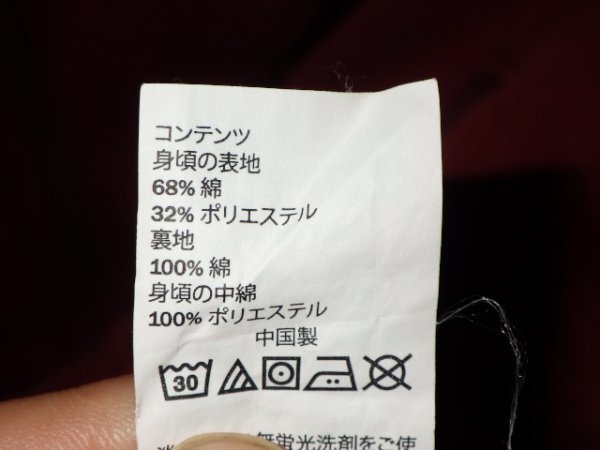 コンテンツ
身頃の表地
68% 綿
32% ポリエステル
裏地
100% 綿
身頃の中綿
100% ポリエステル
中国製
30
無蛍光洗剤をご使